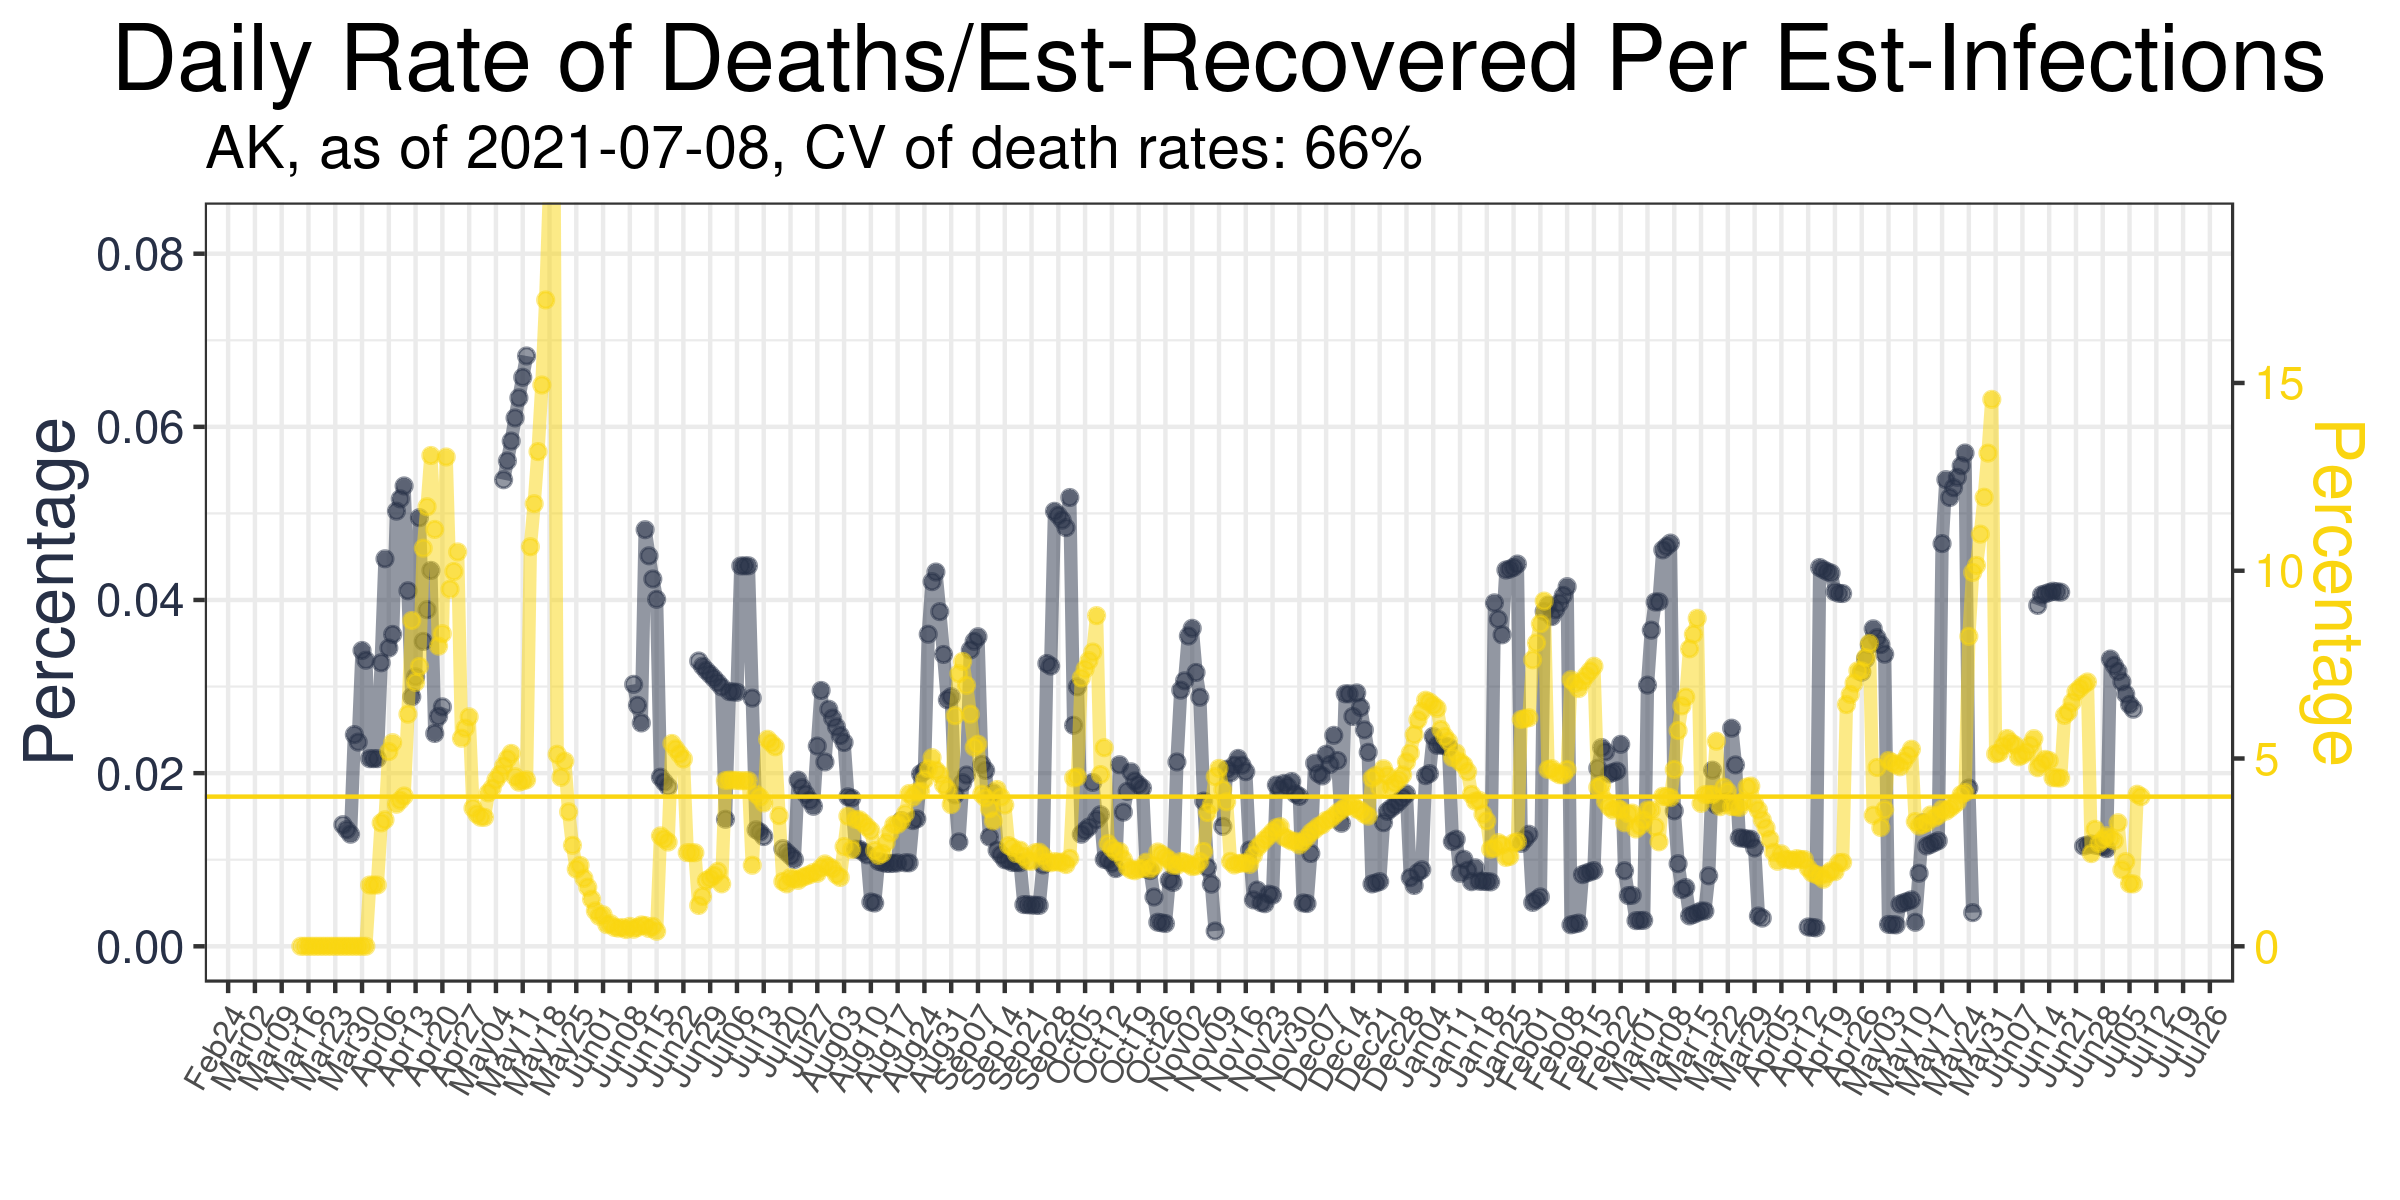 Daily Rate of Deaths/Est-Recovered Per Est-Infections
AK, as of 2021-07-08, CV of death rates: 66%
Percentage
0.08
0.06
0.04
0.02
0.00
15
10
5
0
Percentage
Feb24
Mar02
Mar09
Mar16
Mar23
Mar30
Apr06
Apr13
Apr20
Apr27
May04
May11
May18
May25
Jun01
Jun08
Jun15
Jun22
Jun29
Jul06
Jul13
Jul20
Jul27
Aug03
Aug10
Aug17
Aug24
Aug31
Sep07
Sep14
Sep21
Sep28
Oct05
Oct12
Oct19
Oct26
Nov02
Nov09
Nov16
Nov23
Nov30
Dec07
Dec14
Dec21
Dec28
Jan04
Jan11
Jan18
Jan25
Feb01
Feb08
Feb15
Feb22
Mar01
Mar08
Mar15
Mar22
Mar29
Apr05
Apr12
Apr19
Apr26
May03
May10
May17
May24
May31
Jun07
Jun14
Jun21
Jun28
Jul05
Jul12
Jul19
Jul26